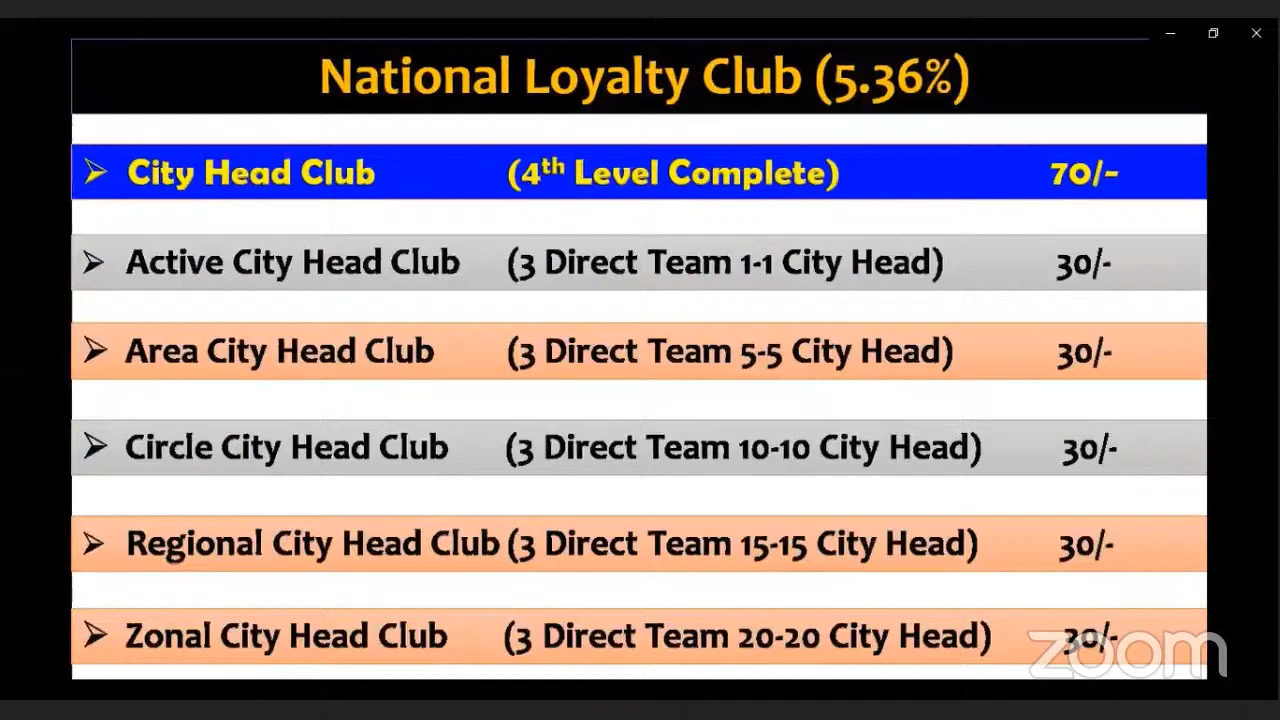 National Loyalty Club (5.36%)
➢ City Head Club (4th Level Complete) 70/-
➢ Active City Head Club (3 Direct Team 1-1 City Head) 30/-
➢ Area City Head Club (3 Direct Team 5-5 City Head) 30/-
➢ Circle City Head Club (3 Direct Team 10-10 City Head) 30/-
➢ Regional City Head Club (3 Direct Team 15-15 City Head) 30/-
➢ Zonal City Head Club (3 Direct Team 20-20 City Head) 30/-
zoom